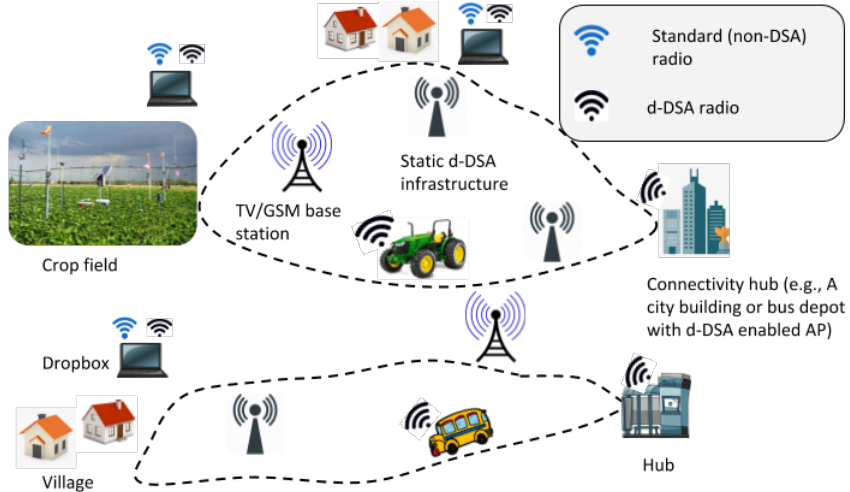 Standard (non-DSA)
radio
d-DSA radio
Static d-DSA
infrastructure
TV/GSM base
station
Crop field
Connectivity hub (e.g., A
city building or bus depot
with d-DSA enabled AP)
Dropbox
Village
Hub